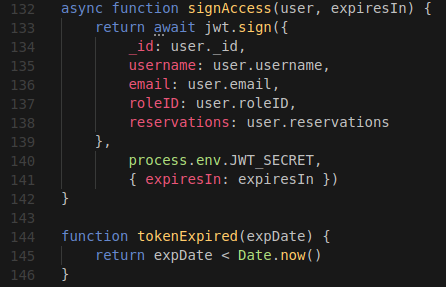 132 async function signAccess(user, expiresIn) {
133     return await jwt.sign({
134         _id: user._id,
135         username: user.username,
136         email: user.email,
137         roleID: user.roleID,
138         reservations: user.reservations
139     },
140         process.env.JWT_SECRET,
141         { expiresIn: expiresIn })
142 }
143
144 function tokenExpired(expDate) {
145     return expDate < Date.now()
146 }